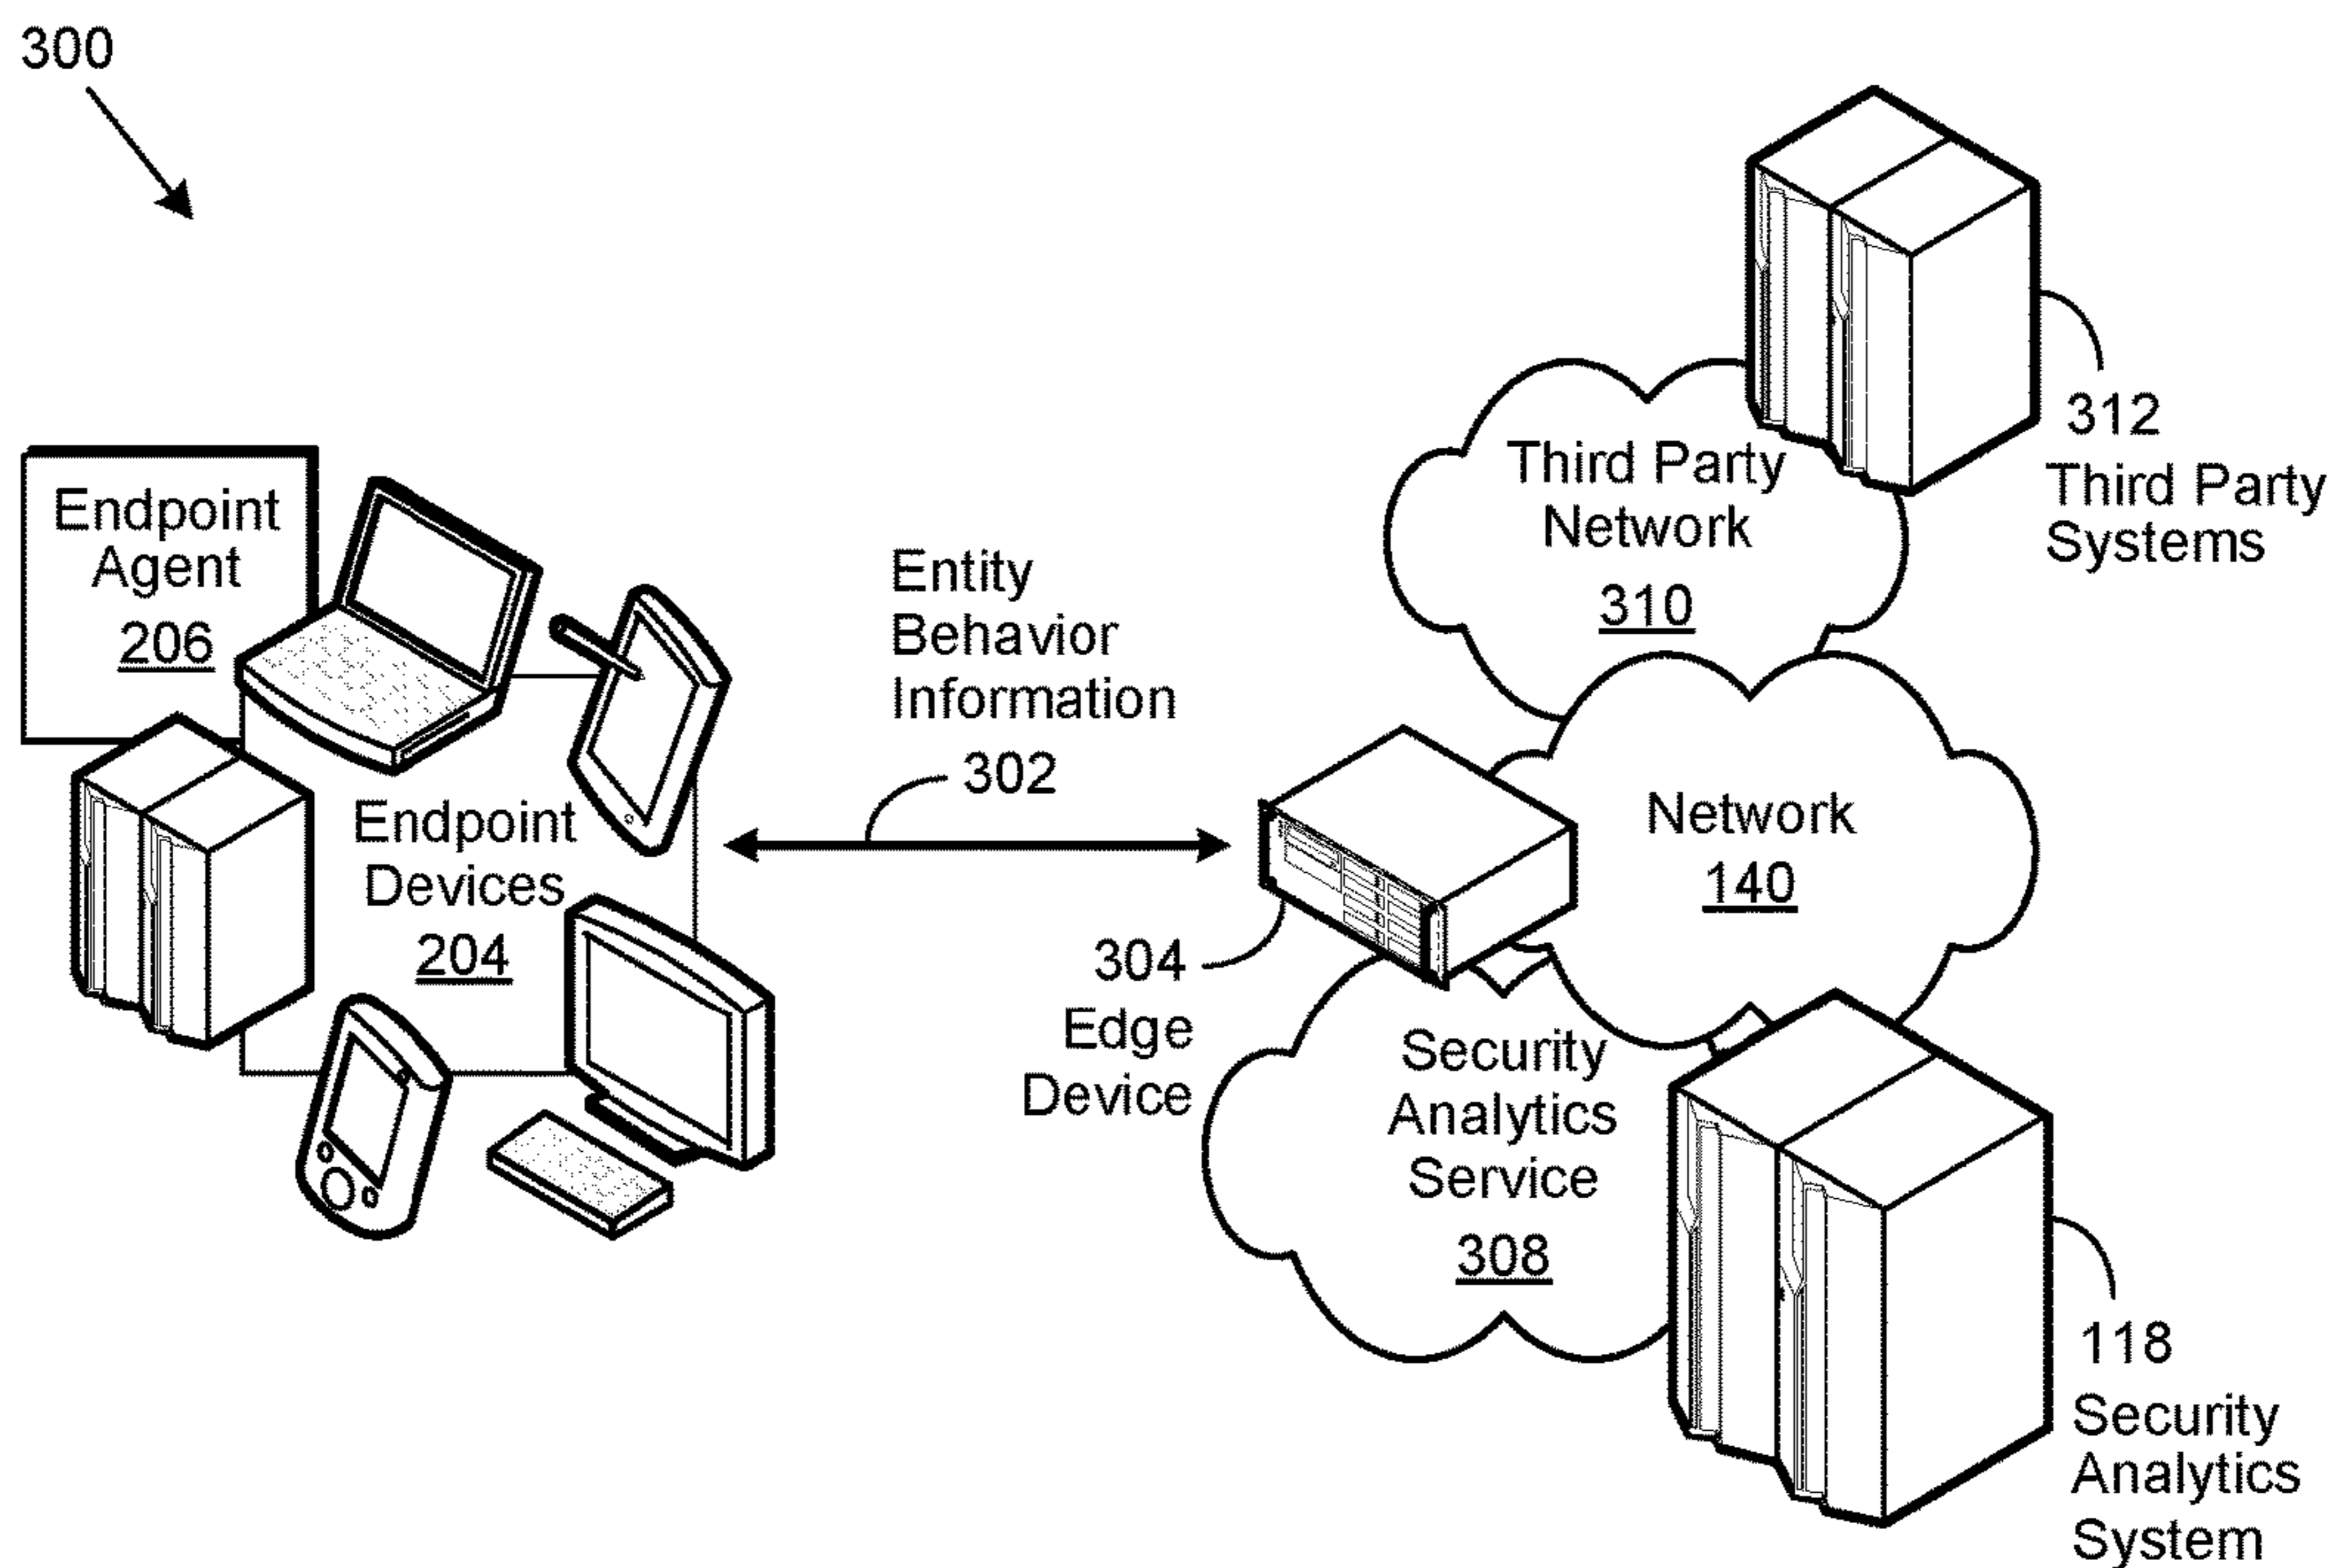 300
Endpoint
Agent
206
Endpoint
Devices
204
Entity
Behavior
Information
302
304
Edge
Device
Third Party
Network
310
312
Third Party
Systems
Network
140
Security
Analytics
Service
308
118
Security
Analytics
System